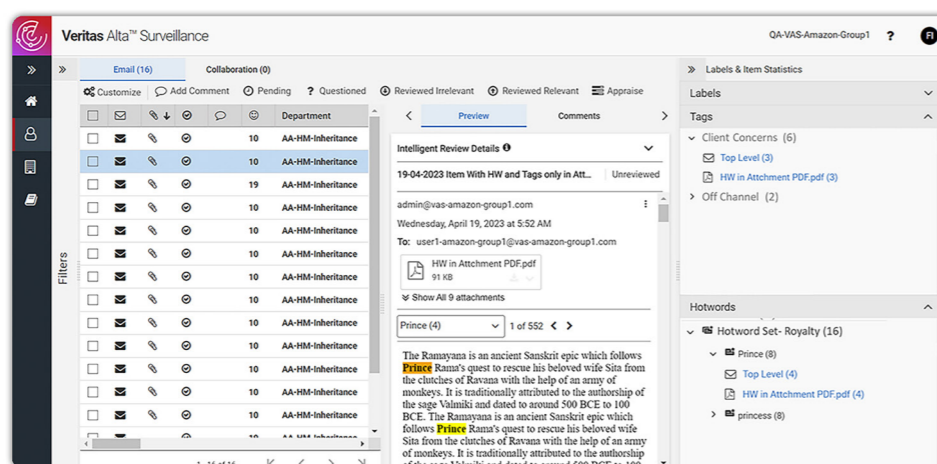 Veritas Alta™ Surveillance
QA-VAS-Amazon-Group1 ? FI
Email (16) Collaboration (0)
Labels & Item Statistics
Customize Add Comment Pending ? Questioned Reviewed Irrelevant Reviewed Relevant Appraise
Labels
Department
Preview Comments
Tags
10 AA-HM-Inheritance
10 AA-HM-Inheritance
19 AA-HM-Inheritance
10 AA-HM-Inheritance
10 AA-HM-Inheritance
10 AA-HM-Inheritance
10 AA-HM-Inheritance
10 AA-HM-Inheritance
10 AA-HM-Inheritance
10 AA-HM-Inheritance
10 AA-HM-Inheritance
10 AA-HM-Inheritance
10 AA-HM-Inheritance
10 AA-HM-Inheritance
Filters
Intelligent Review Details
19-04-2023 Item With HW and Tags only in Att... Unreviewed
admin@vas-amazon-group1.com
Wednesday, April 19, 2023 at 5:52 AM
To: user1-amazon-group1@vas-amazon-group1.com
HW in Attchment PDF.pdf
91 KB
Show All 9 attachments
Prince (4) 1 of 552
The Ramayana is an ancient Sanskrit epic which follows
Prince Rama's quest to rescue his beloved wife Sita from
the clutches of Ravana with the help of an army of
monkeys. It is traditionally attributed to the authorship of
the sage Valmiki and dated to around 500 BCE to 100
BCE. The Ramayana is an ancient Sanskrit epic which
follows Prince Rama's quest to rescue his beloved wife
Sita from the clutches of Ravana with the help of an army
of monkeys. It is traditionally attributed to the authorship
Client Concerns (6)
Top Level (3)
HW in Attchment PDF.pdf (3)
Off Channel (2)
Hotwords
Hotword Set- Royalty (16)
Prince (8)
Top Level (4)
HW in Attchment PDF.pdf (4)
princess (8)